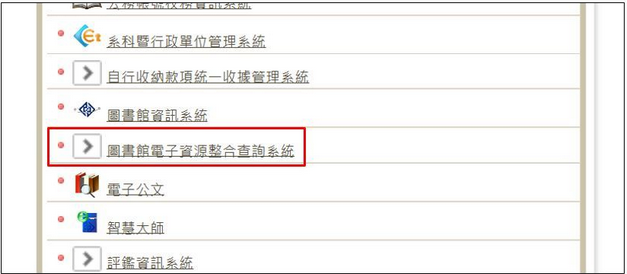 系科暨行政單位管理系統
自行收納款項統一收據管理系統
圖書館資訊系統
圖書館電子資源整合查詢系統
電子公文
智慧大師
評鑑資訊系統